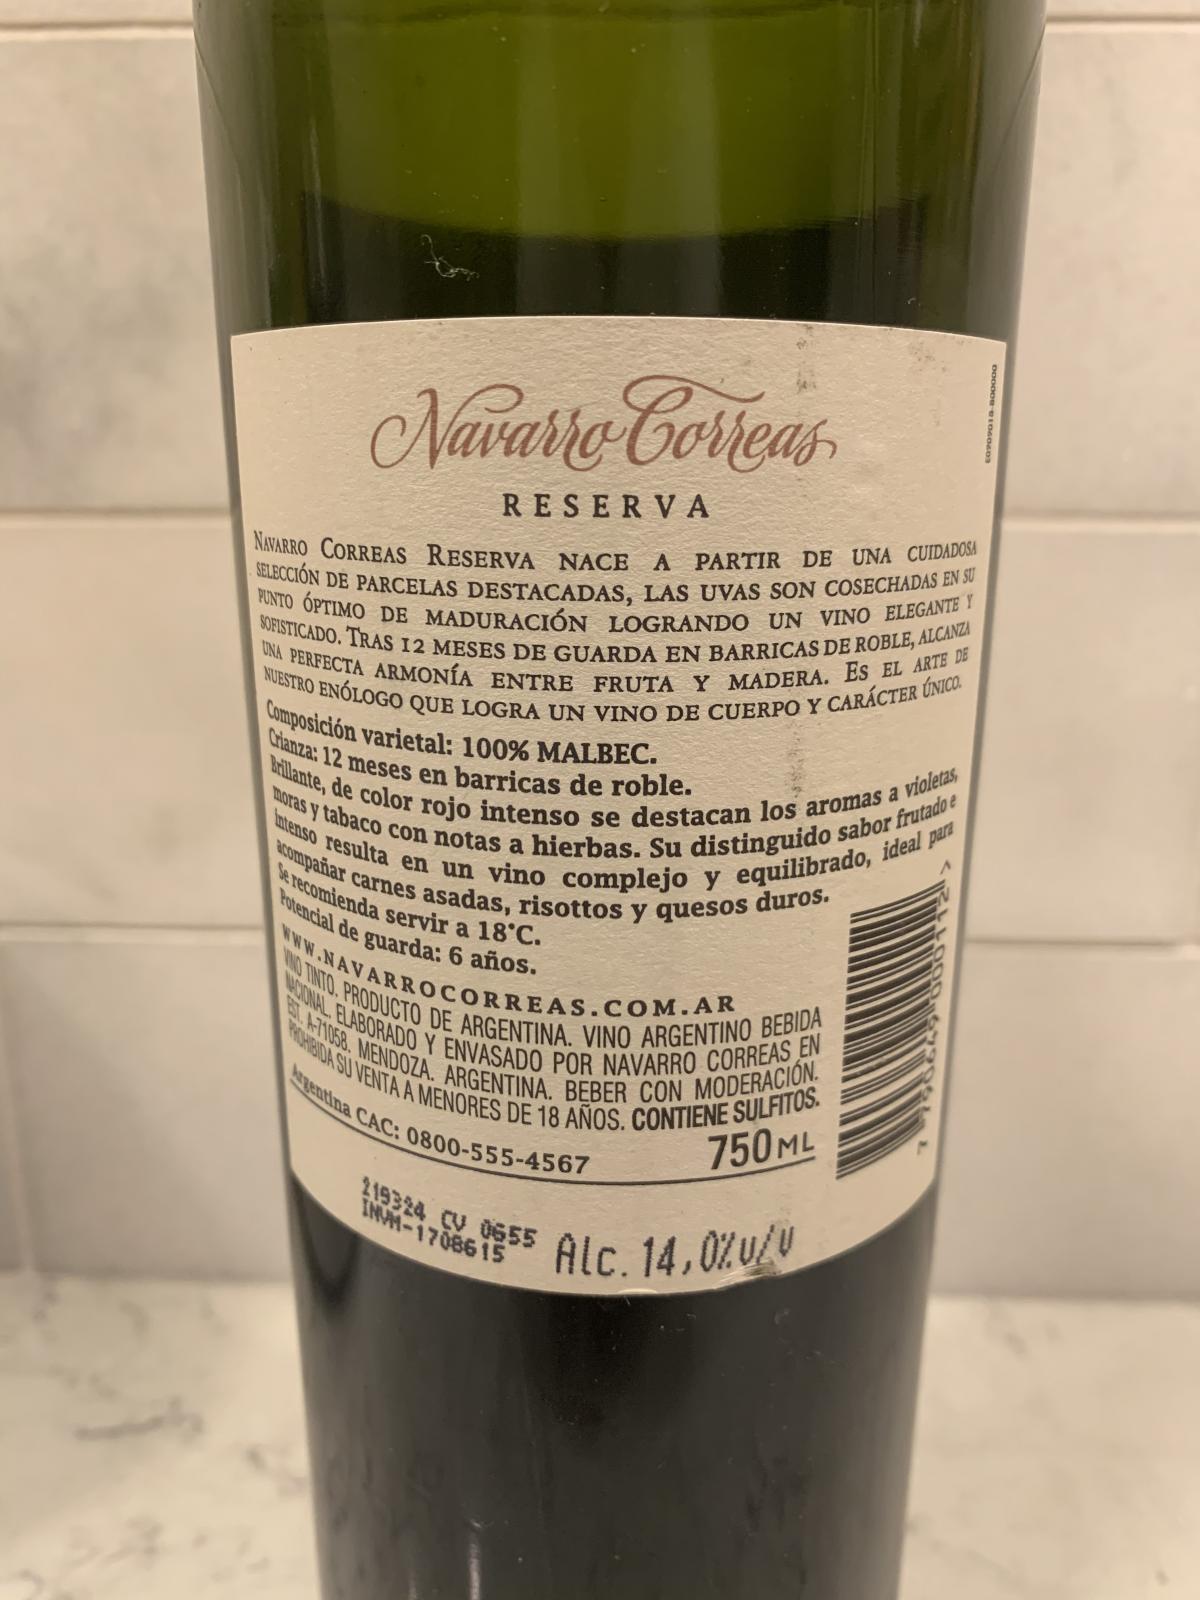 Navarro Correas
RESERVA
NAVARRO CORREAS RESERVA NACE A PARTIR DE UNA CUIDADOSA
SELECCIÓN DE PARCELAS DESTACADAS, LAS UVAS SON COSECHADAS EN SU
PUNTO ÓPTIMO DE MADURACIÓN LOGRANDO UN VINO ELEGANTE Y
SOFISTICADO. TRAS 12 MESES DE GUARDA EN BARRICAS DE ROBLE, ALCANZA
UNA PERFECTA ARMONÍA ENTRE FRUTA Y MADERA. ES EL ARTE DE
NUESTRO ENÓLOGO QUE LOGRA UN VINO DE CUERPO Y CARÁCTER ÚNICO.
Composición varietal: 100% MALBEC.
Crianza: 12 meses en barricas de roble.
Brillante, de color rojo intenso se destacan los aromas a violetas,
moras y tabaco con notas a hierbas. Su distinguido sabor frutado e
intenso resulta en un vino complejo y equilibrado, ideal para
acompañar carnes asadas, risottos y quesos duros.
Se recomienda servir a 18°C.
Potencial de guarda: 6 años.
WWW.NAVARROCORREAS.COM.AR
VINO TINTO. PRODUCTO DE ARGENTINA. VINO ARGENTINO BEBIDA
NACIONAL. ELABORADO Y ENVASADO POR NAVARRO CORREAS EN
EST. A-71058. MENDOZA. ARGENTINA. BEBER CON MODERACIÓN.
PROHIBIDA SU VENTA A MENORES DE 18 AÑOS. CONTIENE SULFITOS.
Argentina CAC: 0800-555-4567
750 ML
7 790649 000112 >
219324 CV 0655
INVM-1708615
Alc. 14,0% v/v